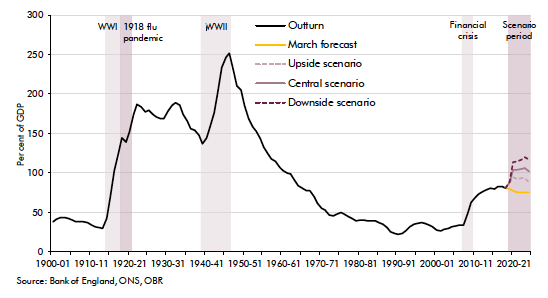 300
250
200
150
100
50
0
Per cent of GDP
WWI
1918 flu
pandemic
WWII
Financial
crisis
Scenario
period
Outturn
March forecast
Upside scenario
Central scenario
Downside scenario
1900-01 1910-11 1920-21 1930-31 1940-41 1950-51 1960-61 1970-71 1980-81 1990-91 2000-01 2010-11 2020-21
Source: Bank of England, ONS, OBR